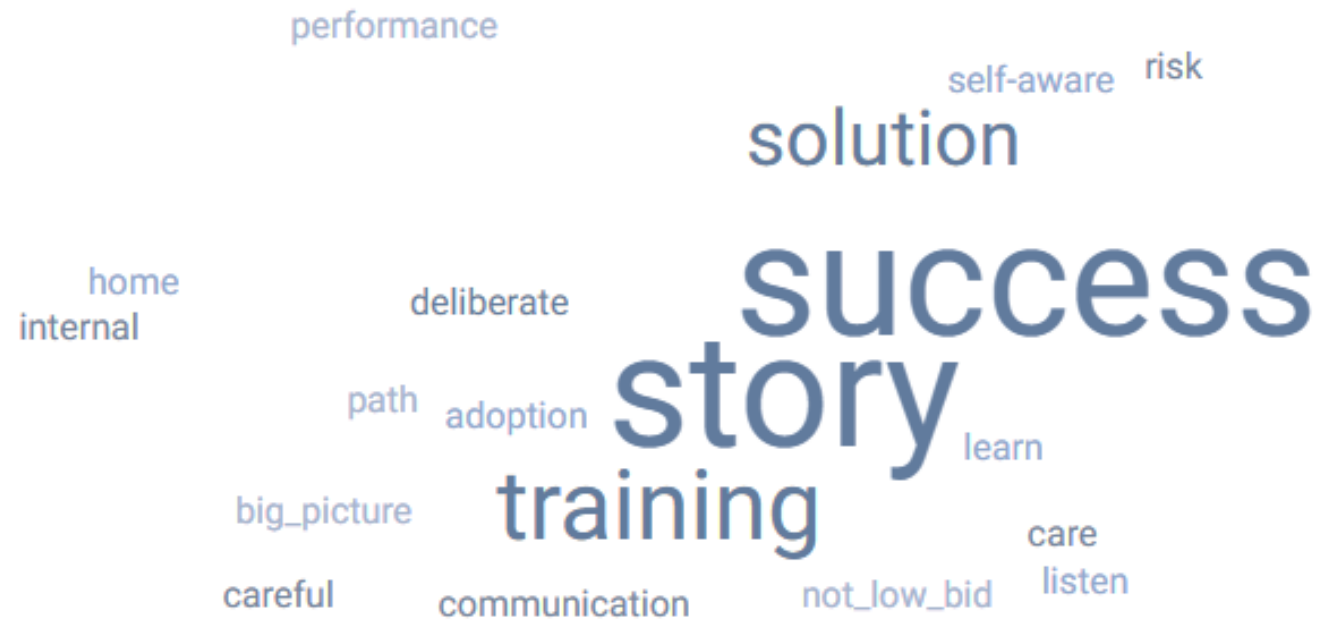 performance
risk
self-aware
solution
success
home
deliberate
internal
story
path
adoption
learn
training
big_picture
care
listen
careful
communication
not_low_bid